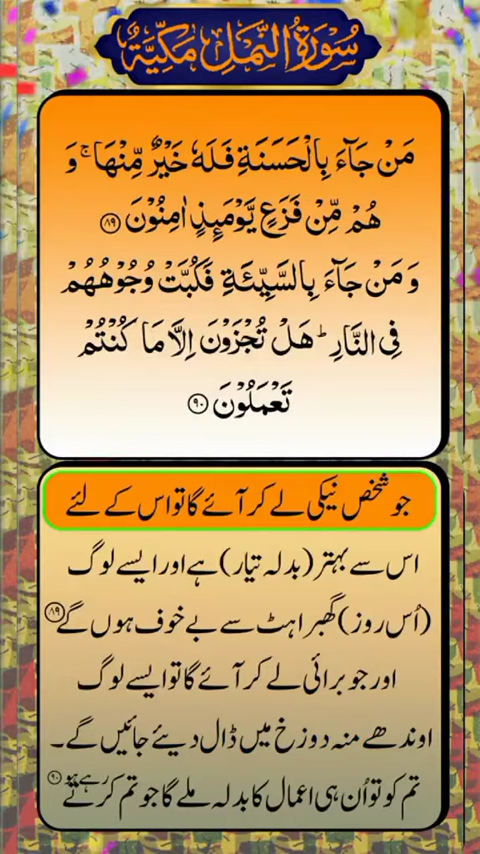 سُوْرَةُ النَّمْلِ مَكِّيَّةٌ
مَنْ جَآءَ بِالْحَسَنَةِ فَلَهٗ خَيْرٌ مِّنْهَا ۚ وَ
هُمْ مِّنْ فَزَعٍ يَّوْمَىِٕذٍ اٰمِنُوْنَ ﴿۸۹﴾
وَ مَنْ جَآءَ بِالسَّيِّئَةِ فَكُبَّتْ وُجُوْهُهُمْ
فِى النَّارِ ؕ هَلْ تُجْزَوْنَ اِلَّا مَا كُنْتُمْ
تَعْمَلُوْنَ ﴿۹۰﴾
جو شخص نیکی لے کر آئے گا تو اس کے لئے
اس سے بہتر (بدلہ تیار) ہے اور ایسے لوگ
(اُس روز) گھبراہٹ سے بے خوف ہوں گے ﴿۸۹﴾
اور جو برائی لے کر آئے گا تو ایسے لوگ
اوندھے منہ دوزخ میں ڈال دیئے جائیں گے۔
تم کو تو اُن ہی اعمال کا بدلہ ملے گا جو تم کرتے رہے ہو ﴿۹۰﴾